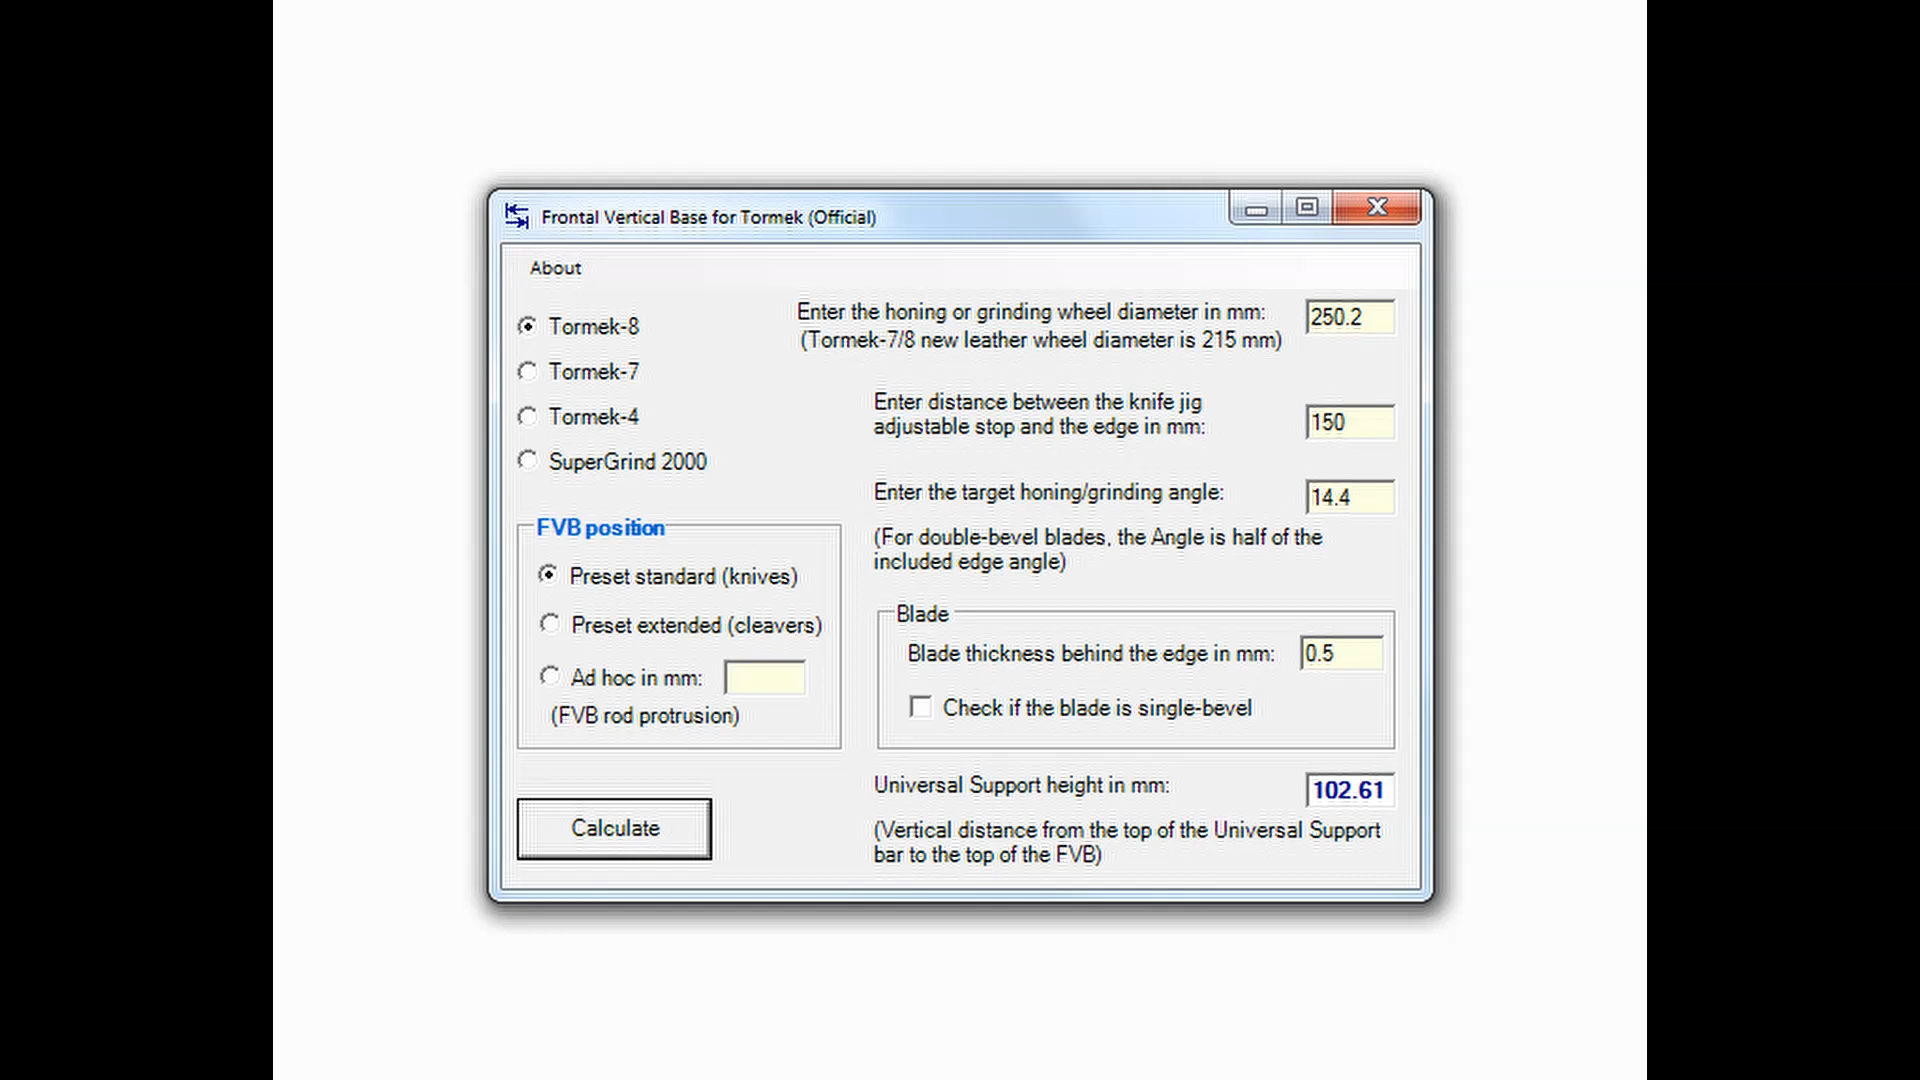 Frontal Vertical Base for Tormek (Official)
About
Tormek-8
Tormek-7
Tormek-4
SuperGrind 2000
FVB position
Preset standard (knives)
Preset extended (cleavers)
Ad hoc in mm:
(FVB rod protrusion)
Calculate
Enter the honing or grinding wheel diameter in mm:
250.2
(Tormek-7/8 new leather wheel diameter is 215 mm)
Enter distance between the knife jig
adjustable stop and the edge in mm:
150
Enter the target honing/grinding angle:
14.4
(For double-bevel blades, the Angle is half of the
included edge angle)
Blade
Blade thickness behind the edge in mm:
0.5
Check if the blade is single-bevel
Universal Support height in mm:
102.61
(Vertical distance from the top of the Universal Support
bar to the top of the FVB)